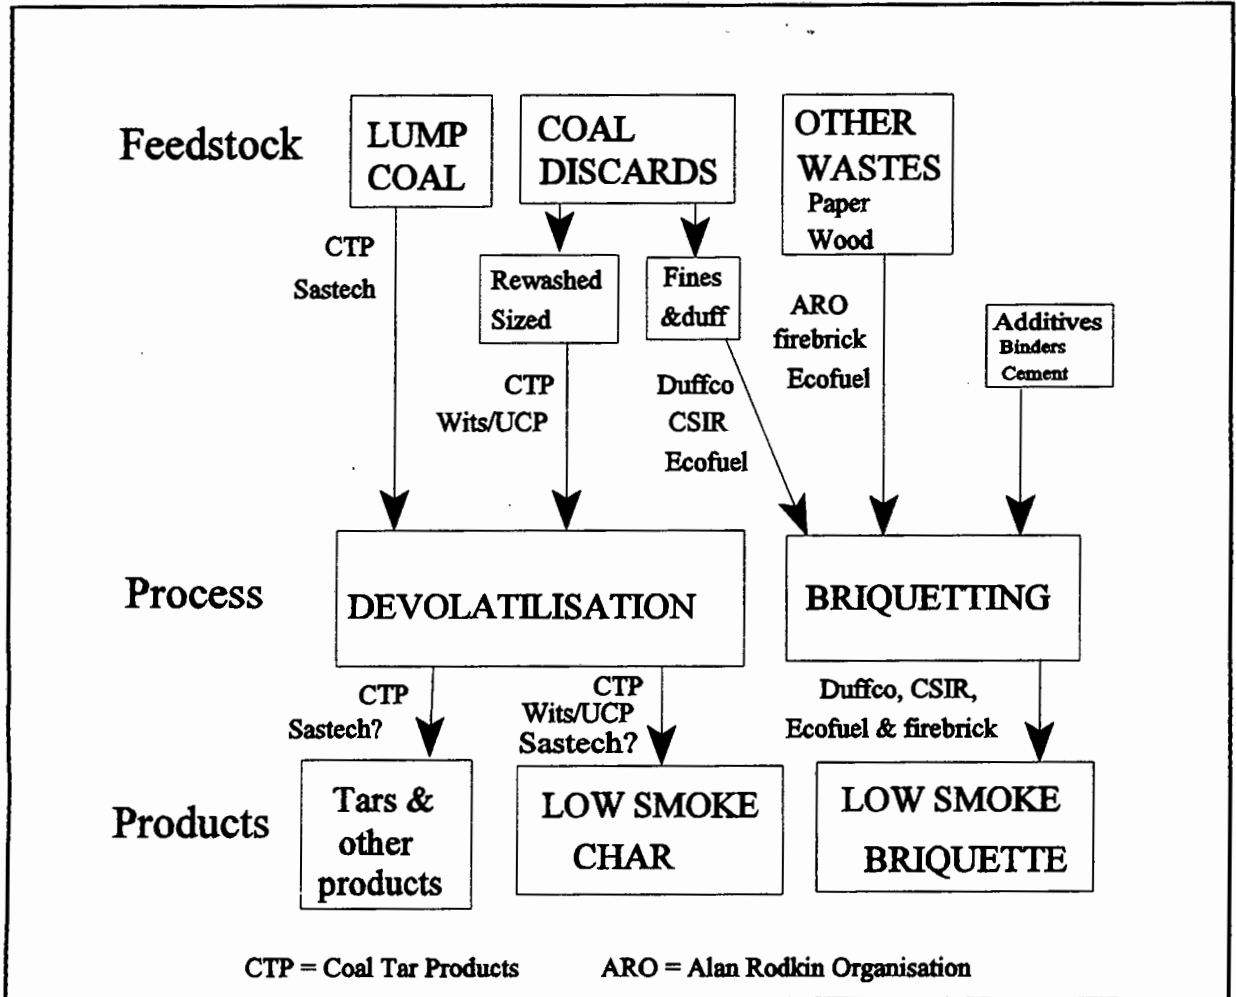 Feedstock
LUMP
COAL
COAL
DISCARDS
OTHER
WASTES
Paper
Wood
CTP
Sastech
Rewashed
Sized
Fines
&duff
ARO
firebrick
Ecofuel
Additives
Binders
Cement
CTP
Wits/UCP
Duffco
CSIR
Ecofuel
Process
DEVOLATILISATION
BRIQUETTING
CTP
Sastech?
CTP
Wits/UCP
Sastech?
Duffco, CSIR,
Ecofuel & firebrick
Products
Tars &
other
products
LOW SMOKE
CHAR
LOW SMOKE
BRIQUETTE
CTP = Coal Tar Products
ARO = Alan Rodkin Organisation